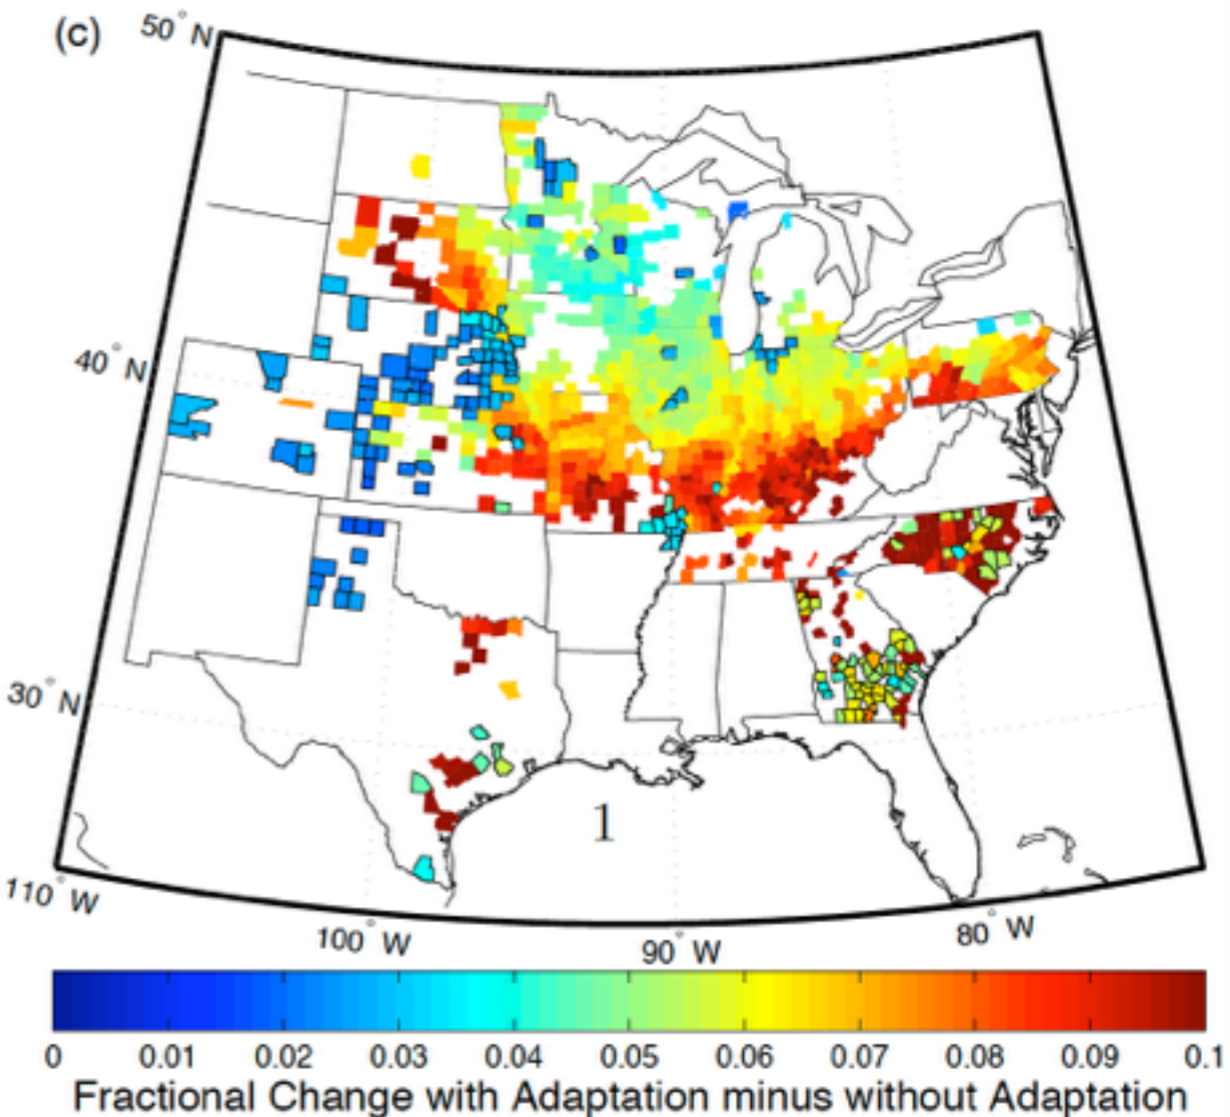 (c)
50° N
40° N
30° N
1
110° W
100° W
90° W
80° W
0 0.01 0.02 0.03 0.04 0.05 0.06 0.07 0.08 0.09 0.1
Fractional Change with Adaptation minus without Adaptation